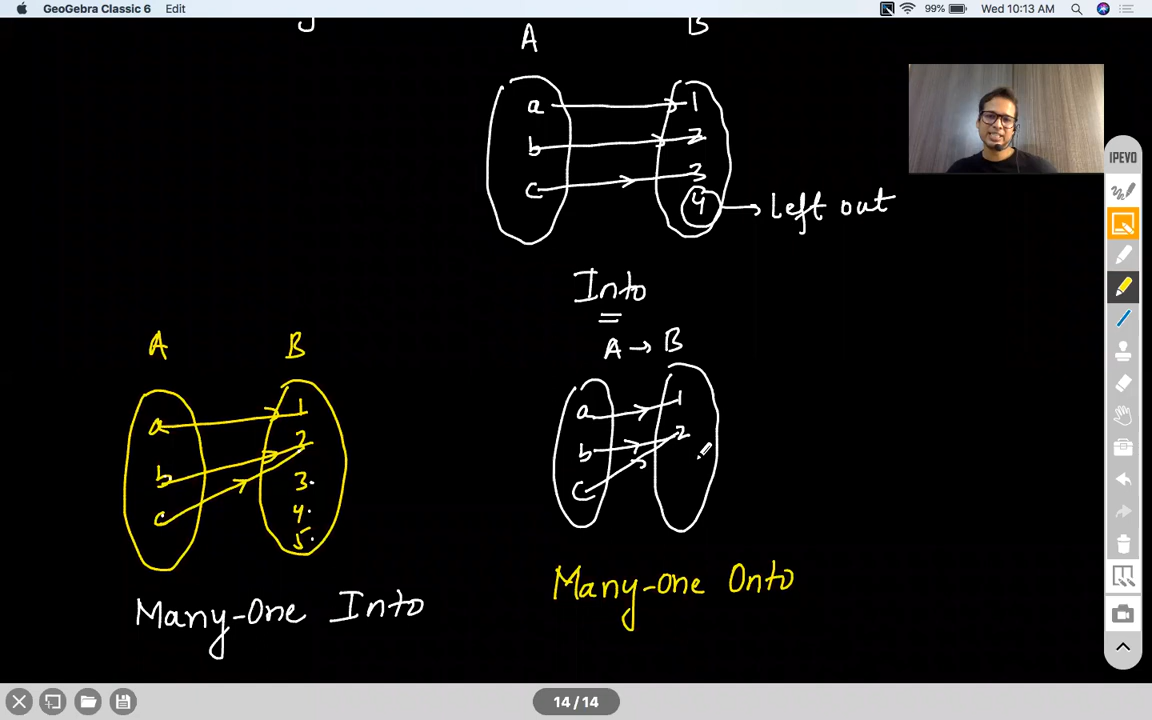 GeoGebra Classic 6 Edit 99% Wed 10:13 AM
A B
a 1
b 2
c 3
4 Left out
Into
A → B
A B
a 1
b 2
c 3
4
5
a 1
b 2
c
Many-One Into
Many-one Onto
IPEVO
14 / 14